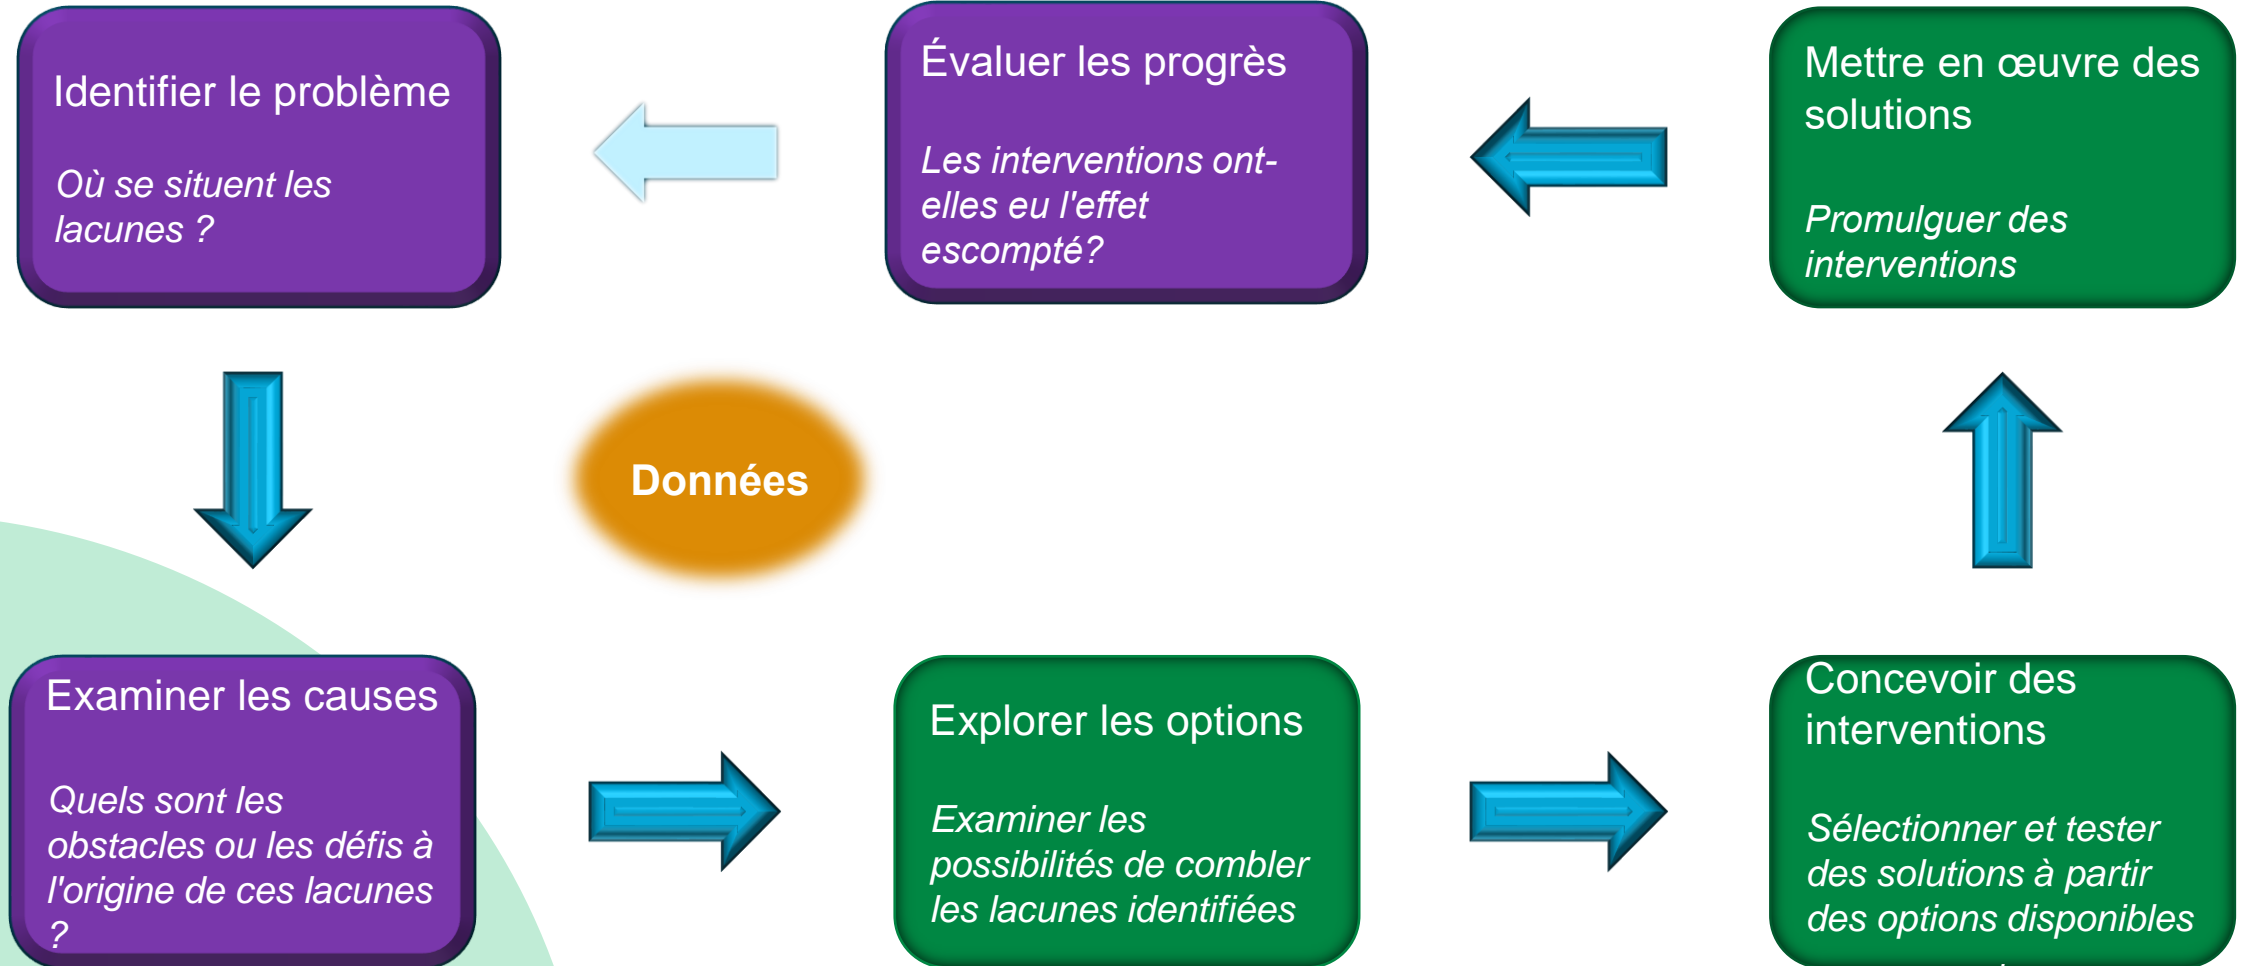 Identifier le problème
Où se situent les
lacunes ?
Évaluer les progrès
Les interventions ont-
elles eu l'effet
escompté?
Mettre en œuvre des
solutions
Promulguer des
interventions
Données
Examiner les causes
Quels sont les
obstacles ou les défis à
l'origine de ces lacunes
?
Explorer les options
Examiner les
possibilités de combler
les lacunes identifiées
Concevoir des
interventions
Sélectionner et tester
des solutions à partir
des options disponibles